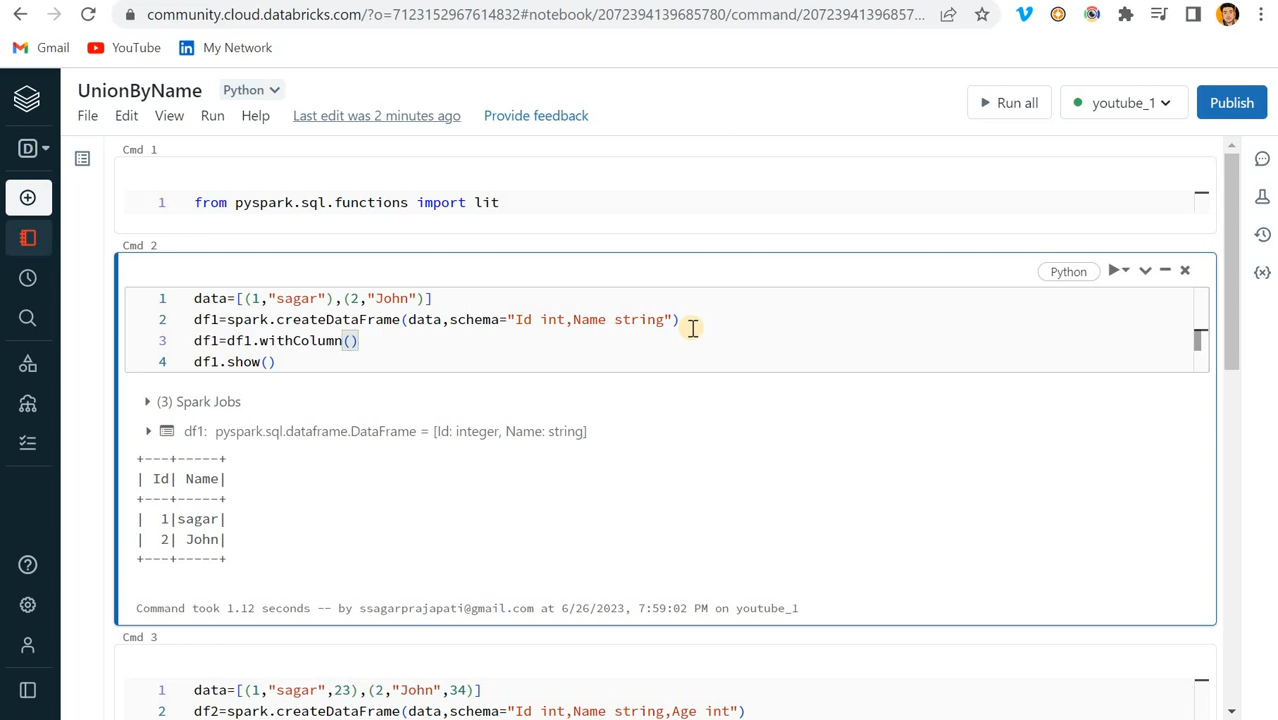 community.cloud.databricks.com/?o=7123152967614832#notebook/2072394139685780/command/20723941396857...
Gmail
YouTube
My Network
UnionByName
Python
File
Edit
View
Run
Help
Last edit was 2 minutes ago
Provide feedback
Run all
youtube_1
Publish
D
Cmd 1
1 from pyspark.sql.functions import lit
Cmd 2
Python
1 data=[(1,"sagar"),(2,"John")]
2 df1=spark.createDataFrame(data,schema="Id int,Name string")
3 df1=df1.withColumn()
4 df1.show()
(3) Spark Jobs
df1: pyspark.sql.dataframe.DataFrame = [Id: integer, Name: string]
+---+-----+
| Id| Name|
+---+-----+
| 1|sagar|
| 2| John|
+---+-----+
Command took 1.12 seconds -- by ssagarprajapati@gmail.com at 6/26/2023, 7:59:02 PM on youtube_1
Cmd 3
1 data=[(1,"sagar",23),(2,"John",34)]
2 df2=spark.createDataFrame(data,schema="Id int,Name string,Age int")